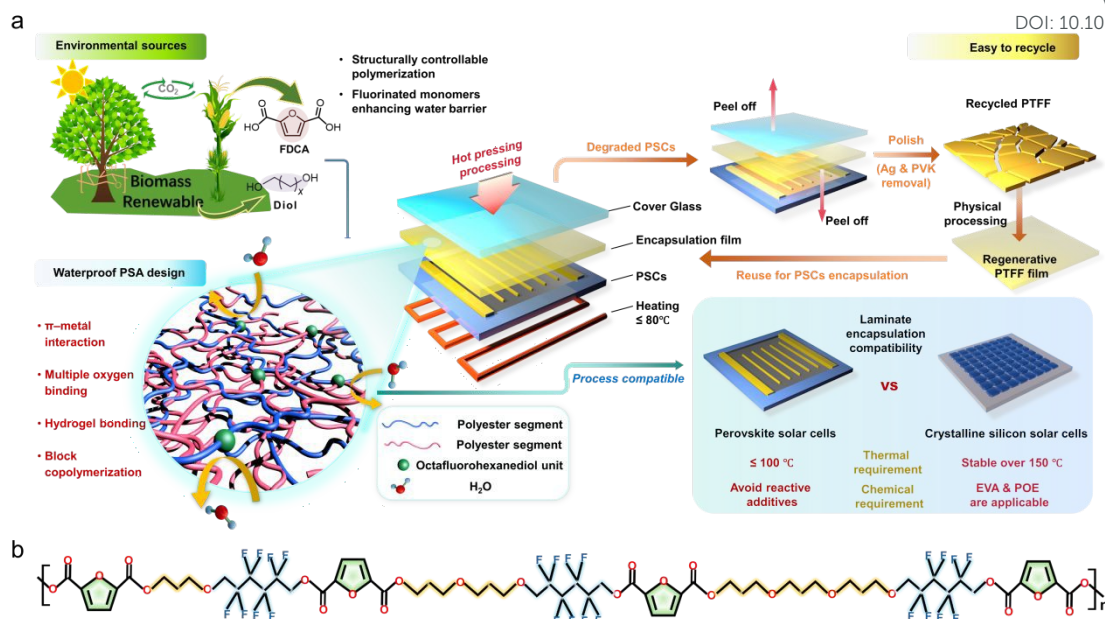 a
DOI: 10.10
Environmental sources
CO2
HO
O
O
O
OH
FDCA
Biomass
Renewable
HO
OH
x
Diol
• Structurally controllable
polymerization
• Fluorinated monomers
enhancing water barrier
Hot pressing
processing
Cover Glass
Encapsulation film
PSCs
Heating
≤ 80℃
Degraded PSCs
Peel off
Peel off
Easy to recycle
Polish
(Ag & PVK
removal)
Recycled PTFF
Physical
processing
Regenerative
PTFF film
Reuse for PSCs encapsulation
Waterproof PSA design
• π–metal
interaction
• Multiple oxygen
binding
• Hydrogel bonding
• Block
copolymerization
Process compatible
Polyester segment
Polyester segment
Octafluorohexanediol unit
H2O
Laminate
encapsulation
compatibility
vs
Perovskite solar cells
Crystalline silicon solar cells
≤ 100 ℃
Thermal
requirement
Stable over 150 ℃
Avoid reactive
additives
Chemical
requirement
EVA & POE
are applicable
b
F F F F
O O O O O O O O O O O O
F F F F
n